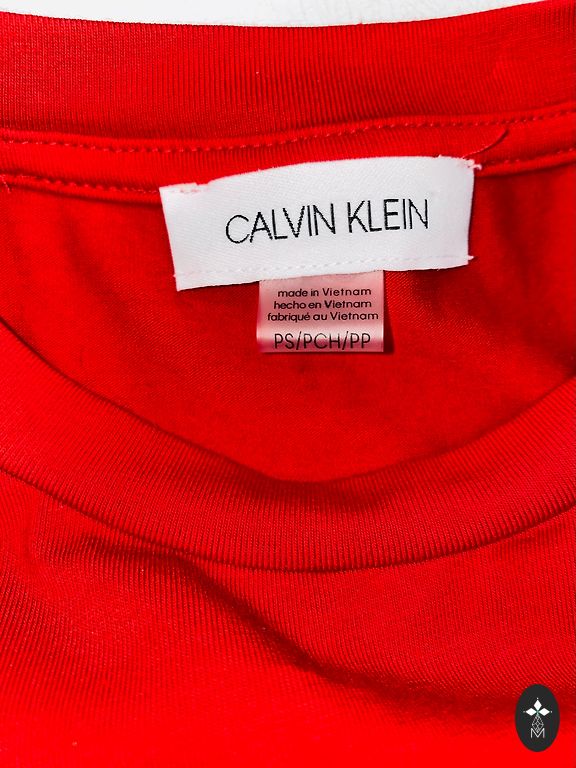 CALVIN KLEIN
made in Vietnam
hecho en Vietnam
fabriqué au Vietnam
PS/PCH/PP